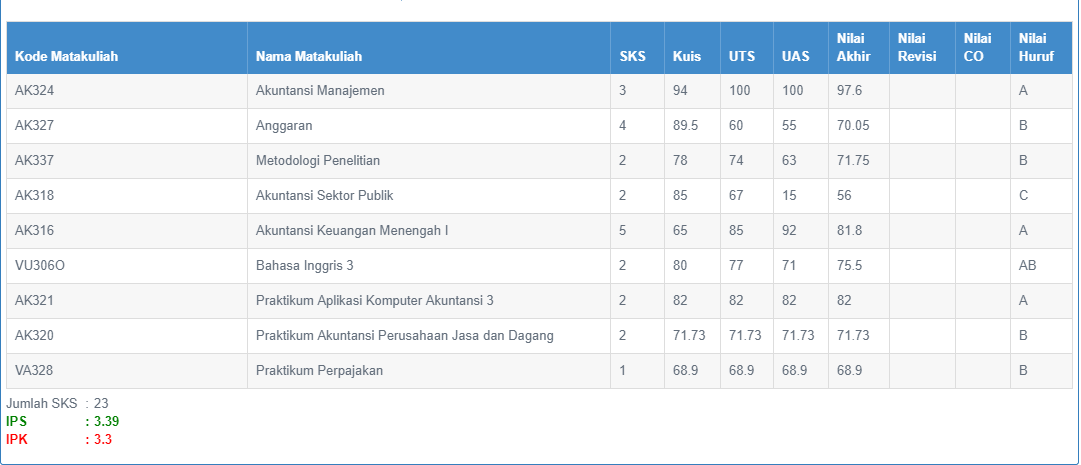 Kode Matakuliah Nama Matakuliah SKS Kuis UTS UAS Nilai Akhir Nilai Revisi Nilai CO Nilai Huruf
AK324 Akuntansi Manajemen 3 94 100 100 97.6 A
AK327 Anggaran 4 89.5 60 55 70.05 B
AK337 Metodologi Penelitian 2 78 74 63 71.75 B
AK318 Akuntansi Sektor Publik 2 85 67 15 56 C
AK316 Akuntansi Keuangan Menengah I 5 65 85 92 81.8 A
VU306O Bahasa Inggris 3 2 80 77 71 75.5 AB
AK321 Praktikum Aplikasi Komputer Akuntansi 3 2 82 82 82 82 A
AK320 Praktikum Akuntansi Perusahaan Jasa dan Dagang 2 71.73 71.73 71.73 71.73 B
VA328 Praktikum Perpajakan 1 68.9 68.9 68.9 68.9 B
Jumlah SKS : 23
IPS : 3.39
IPK : 3.3